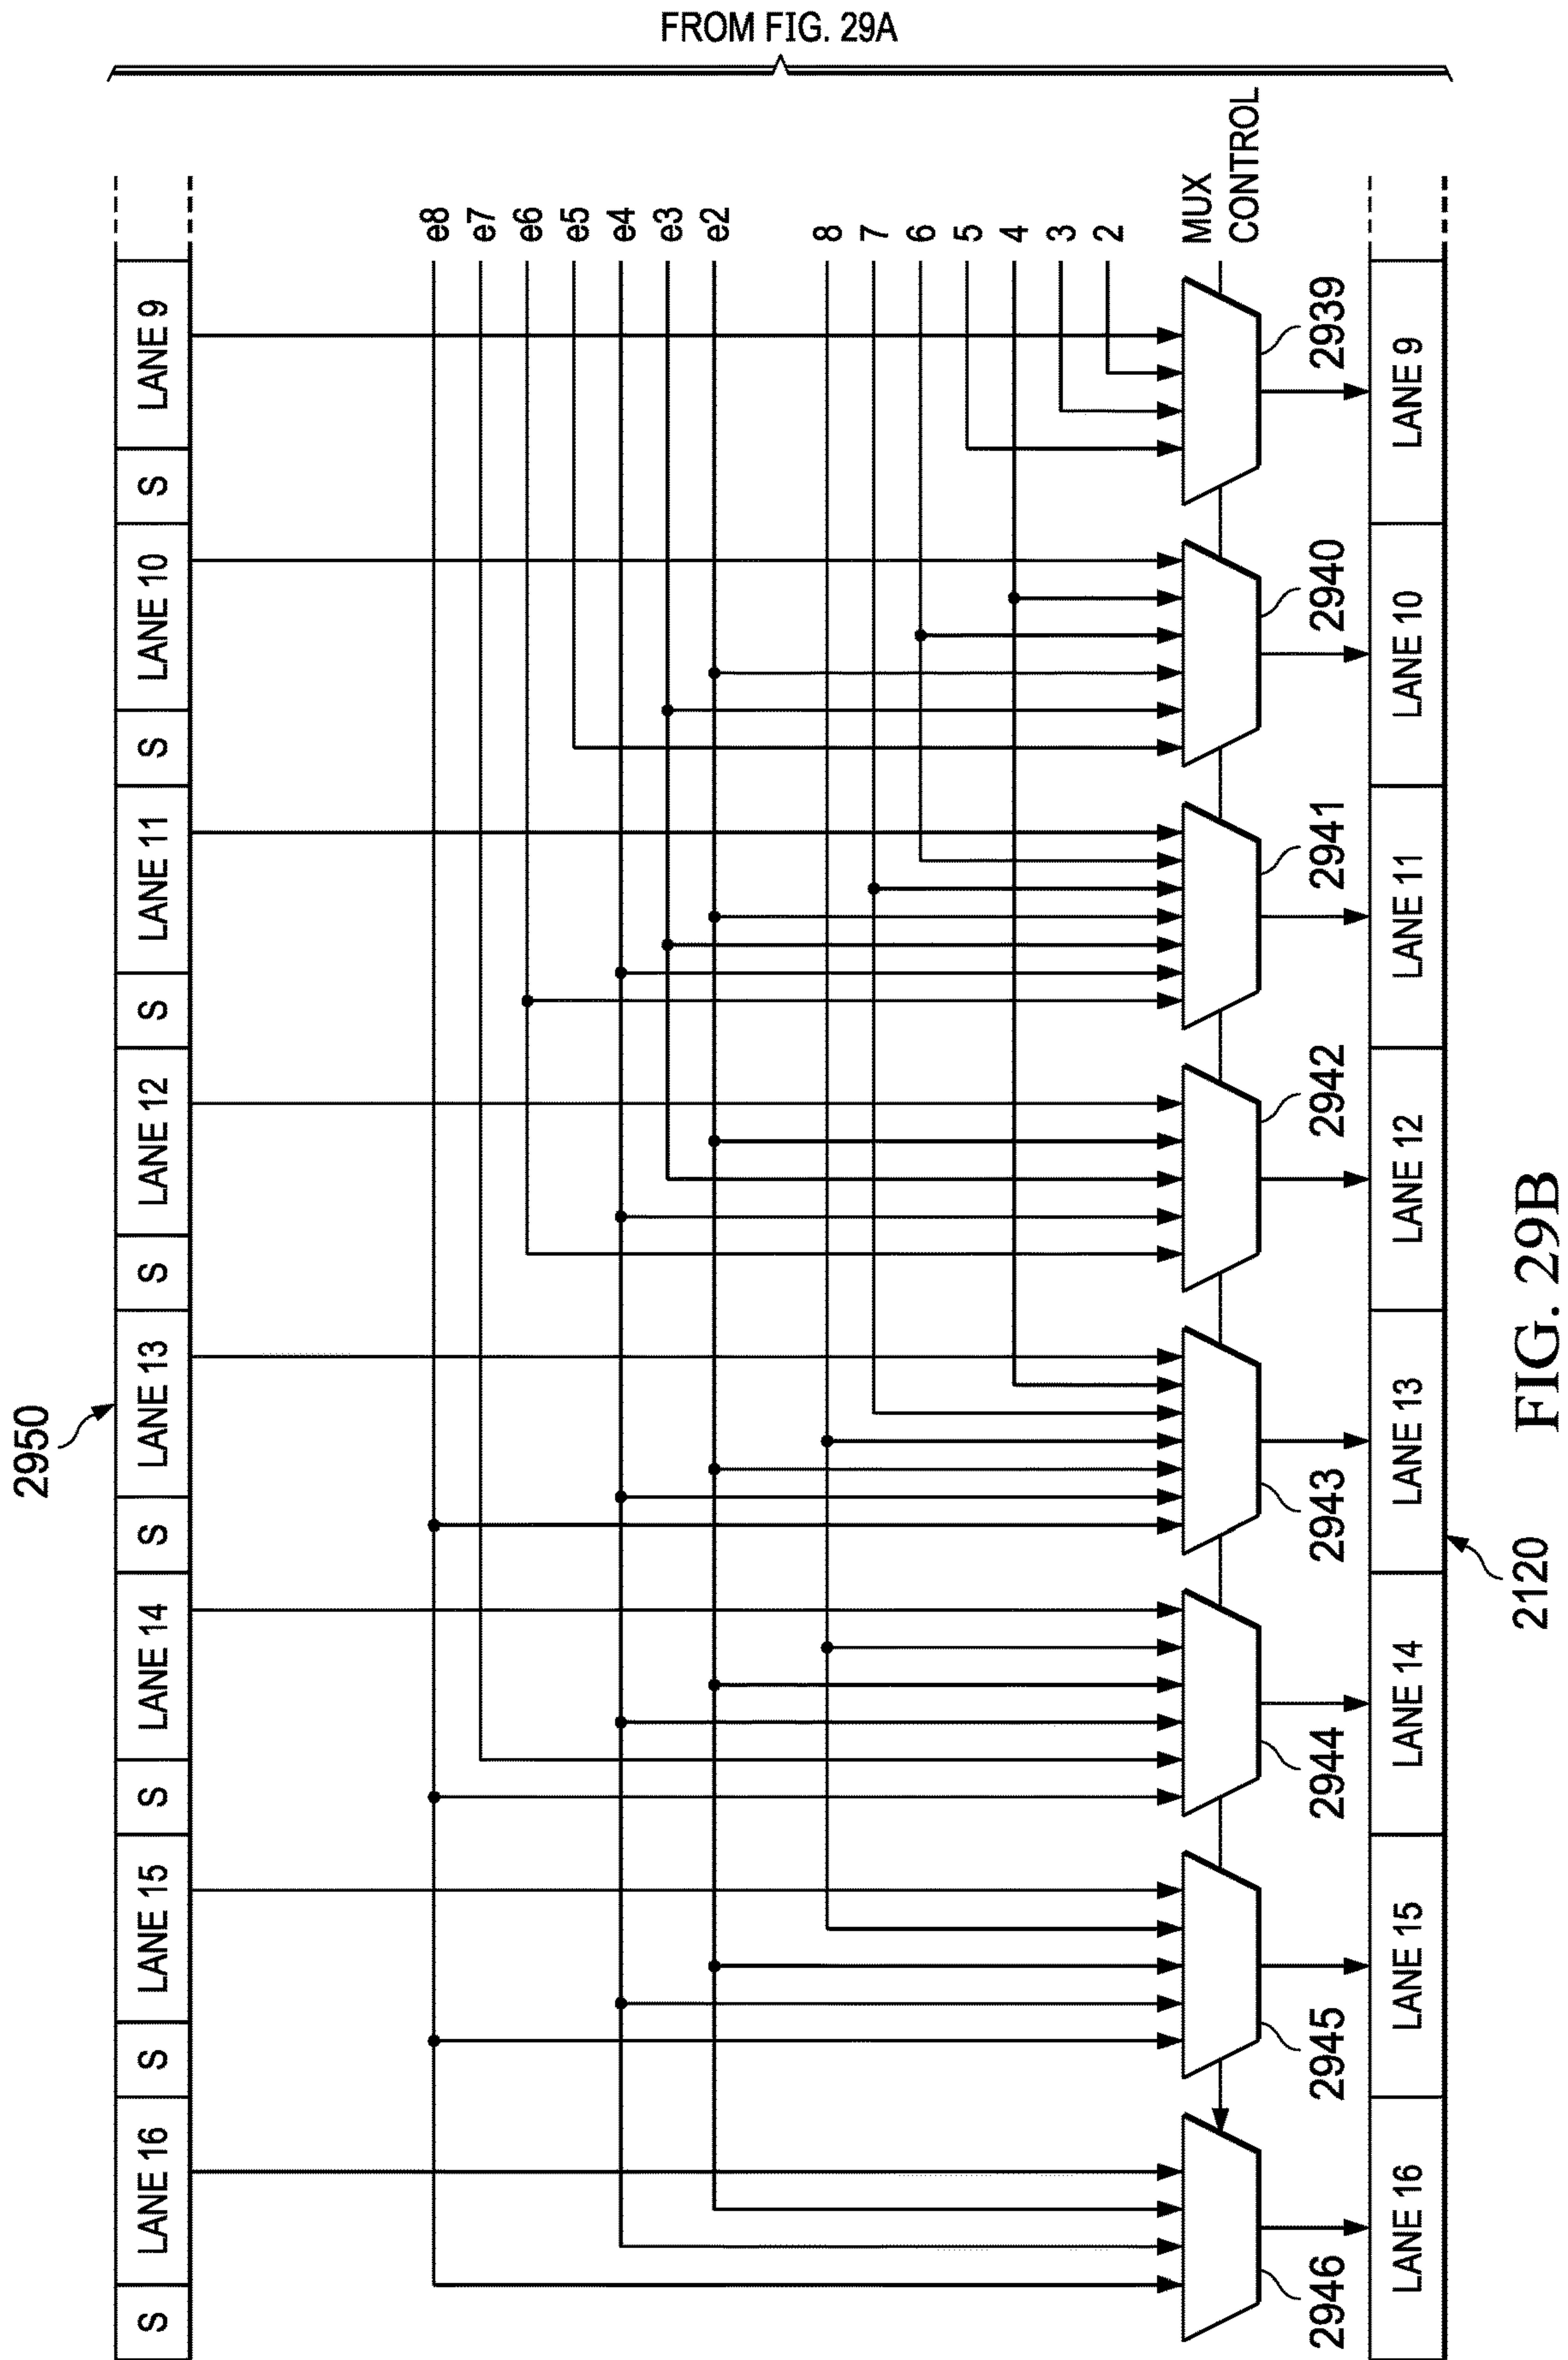 FROM FIG. 29A
2950
S LANE 16 S LANE 15 S LANE 14 S LANE 13 S LANE 12 S LANE 11 S LANE 10 S LANE 9
e8
e7
e6
e5
e4
e3
e2
8
7
6
5
4
3
2
MUX
CONTROL
2946 2945 2944 2943 2942 2941 2940 2939
LANE 16 LANE 15 LANE 14 LANE 13 LANE 12 LANE 11 LANE 10 LANE 9
2120
FIG. 29B